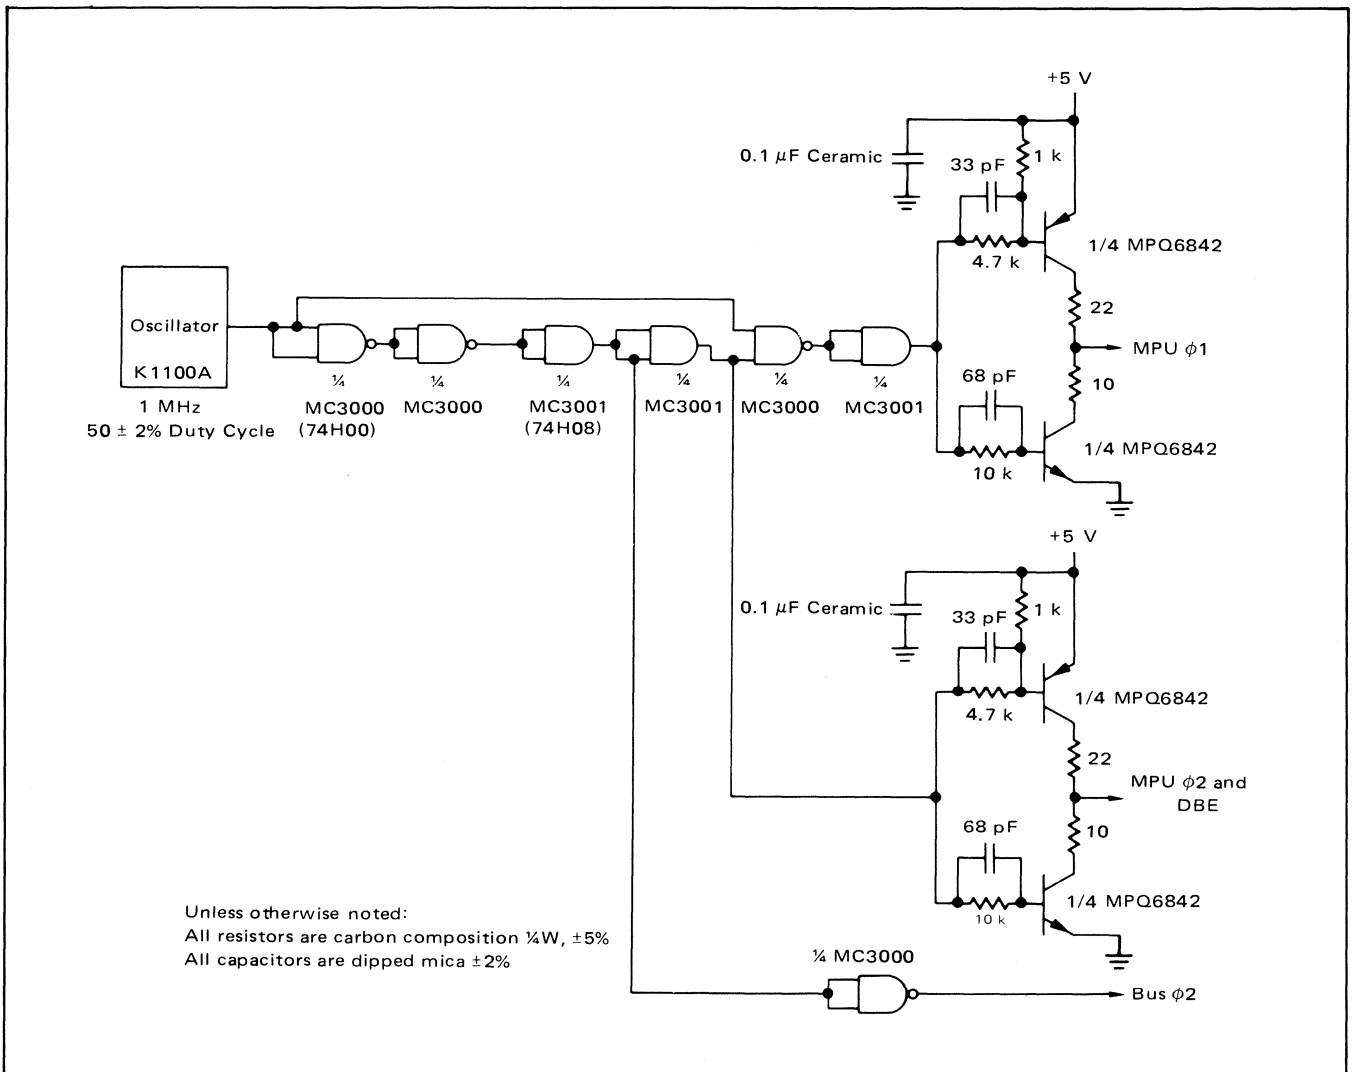 +5 V
0.1 μF Ceramic
1 k
33 pF
4.7 k
1/4 MPQ6842
22
MPU φ1
10
68 pF
10 k
1/4 MPQ6842
Oscillator
K1100A
1 MHz
50 ± 2% Duty Cycle
¼
MC3000
(74H00)
¼
MC3000
¼
MC3001
(74H08)
¼
MC3001
¼
MC3000
¼
MC3001
+5 V
0.1 μF Ceramic
1 k
33 pF
4.7 k
1/4 MPQ6842
22
MPU φ2 and
DBE
10
68 pF
10 k
1/4 MPQ6842
Unless otherwise noted:
All resistors are carbon composition ¼W, ±5%
All capacitors are dipped mica ±2%
¼ MC3000
Bus φ2